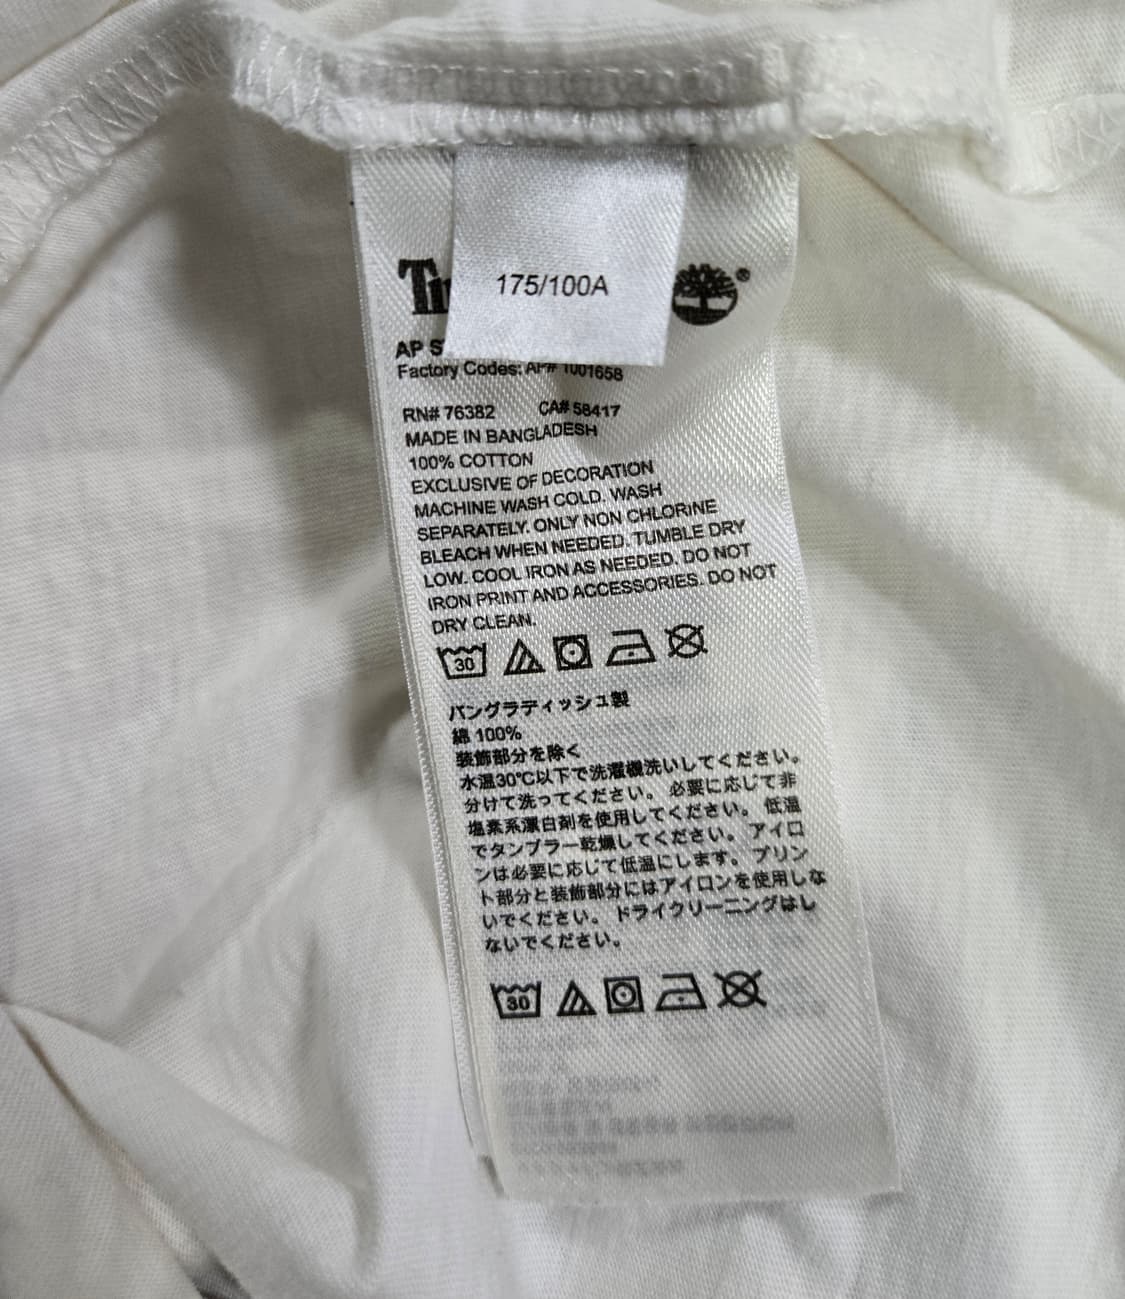 175/100A
®
AP
Factory Codes: AP# 1001658
RN# 76382 CA# 58417
MADE IN BANGLADESH
100% COTTON
EXCLUSIVE OF DECORATION
MACHINE WASH COLD. WASH
SEPARATELY. ONLY NON CHLORINE
BLEACH WHEN NEEDED. TUMBLE DRY
LOW. COOL IRON AS NEEDED. DO NOT
IRON PRINT AND ACCESSORIES. DO NOT
DRY CLEAN.
30
バングラディッシュ製
綿 100%
装飾部分を除く
水温30℃以下で洗濯機洗いしてください。
分けて洗ってください。 必要に応じて非
塩素系漂白剤を使用してください。 低温
でタンブラー乾燥してください。 アイロ
ンは必要に応じて低温にします。 プリン
ト部分と装飾部分にはアイロンを使用しな
いでください。 ドライクリーニングはし
ないでください。
30